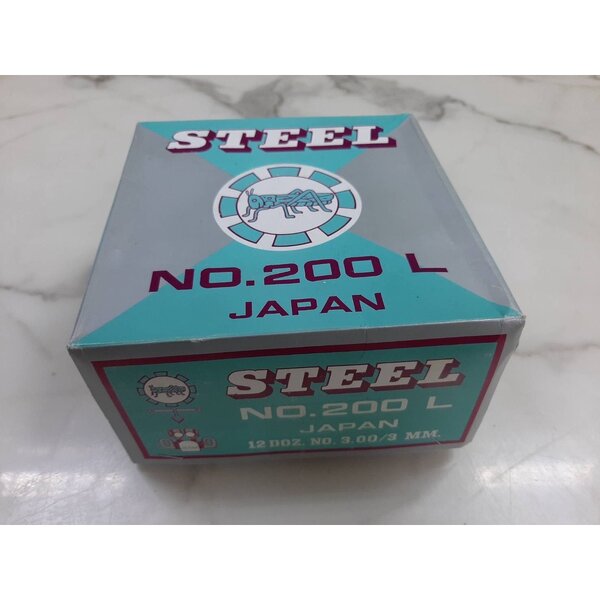 STEEL
NO.200 L
JAPAN
STEEL
NO.200 L
JAPAN
12 DOZ. NO. 3.00/3 MM.